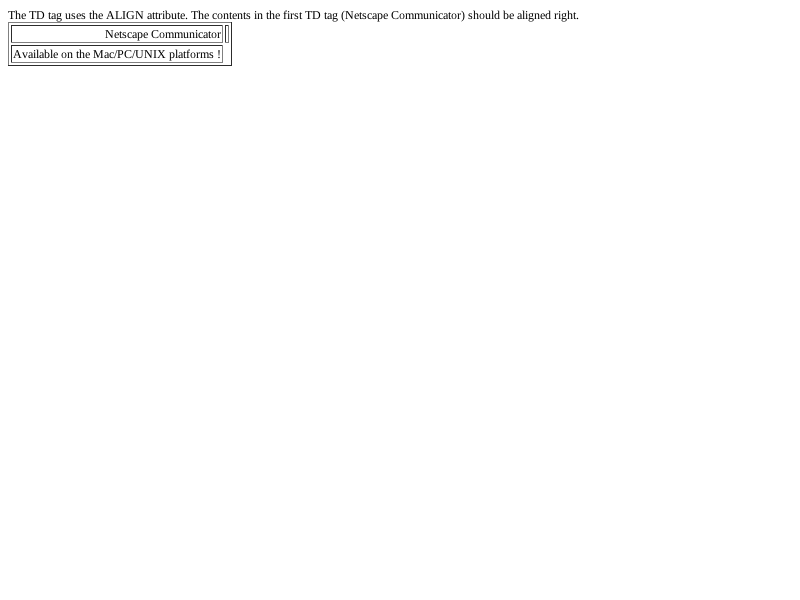 The TD tag uses the ALIGN attribute. The contents in the first TD tag (Netscape Communicator) should be aligned right.
Netscape Communicator
Available on the Mac/PC/UNIX platforms !